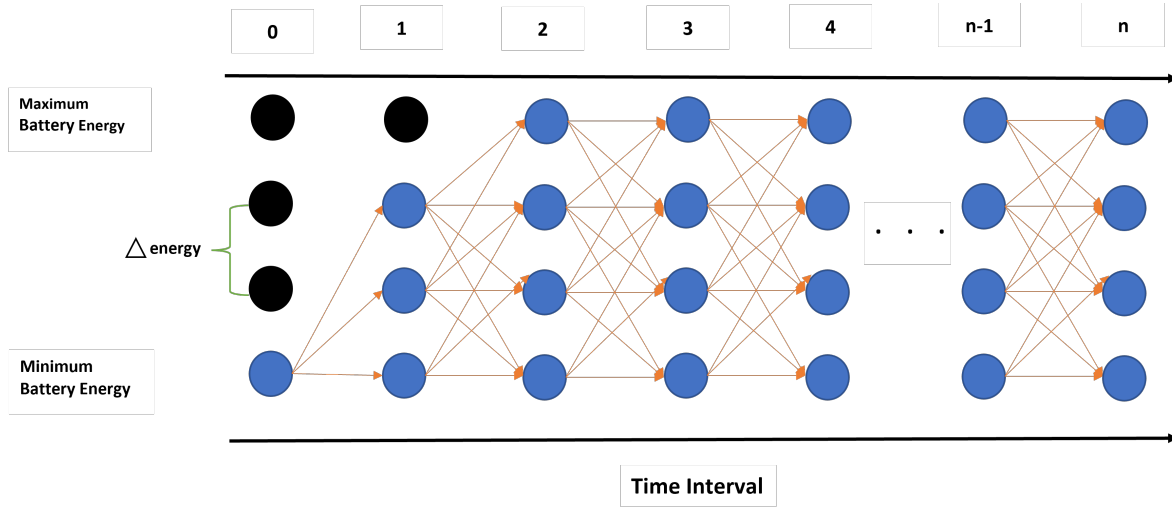 0
1
2
3
4
n-1
n
Maximum
Battery Energy
△ energy
. . .
Minimum
Battery Energy
Time Interval